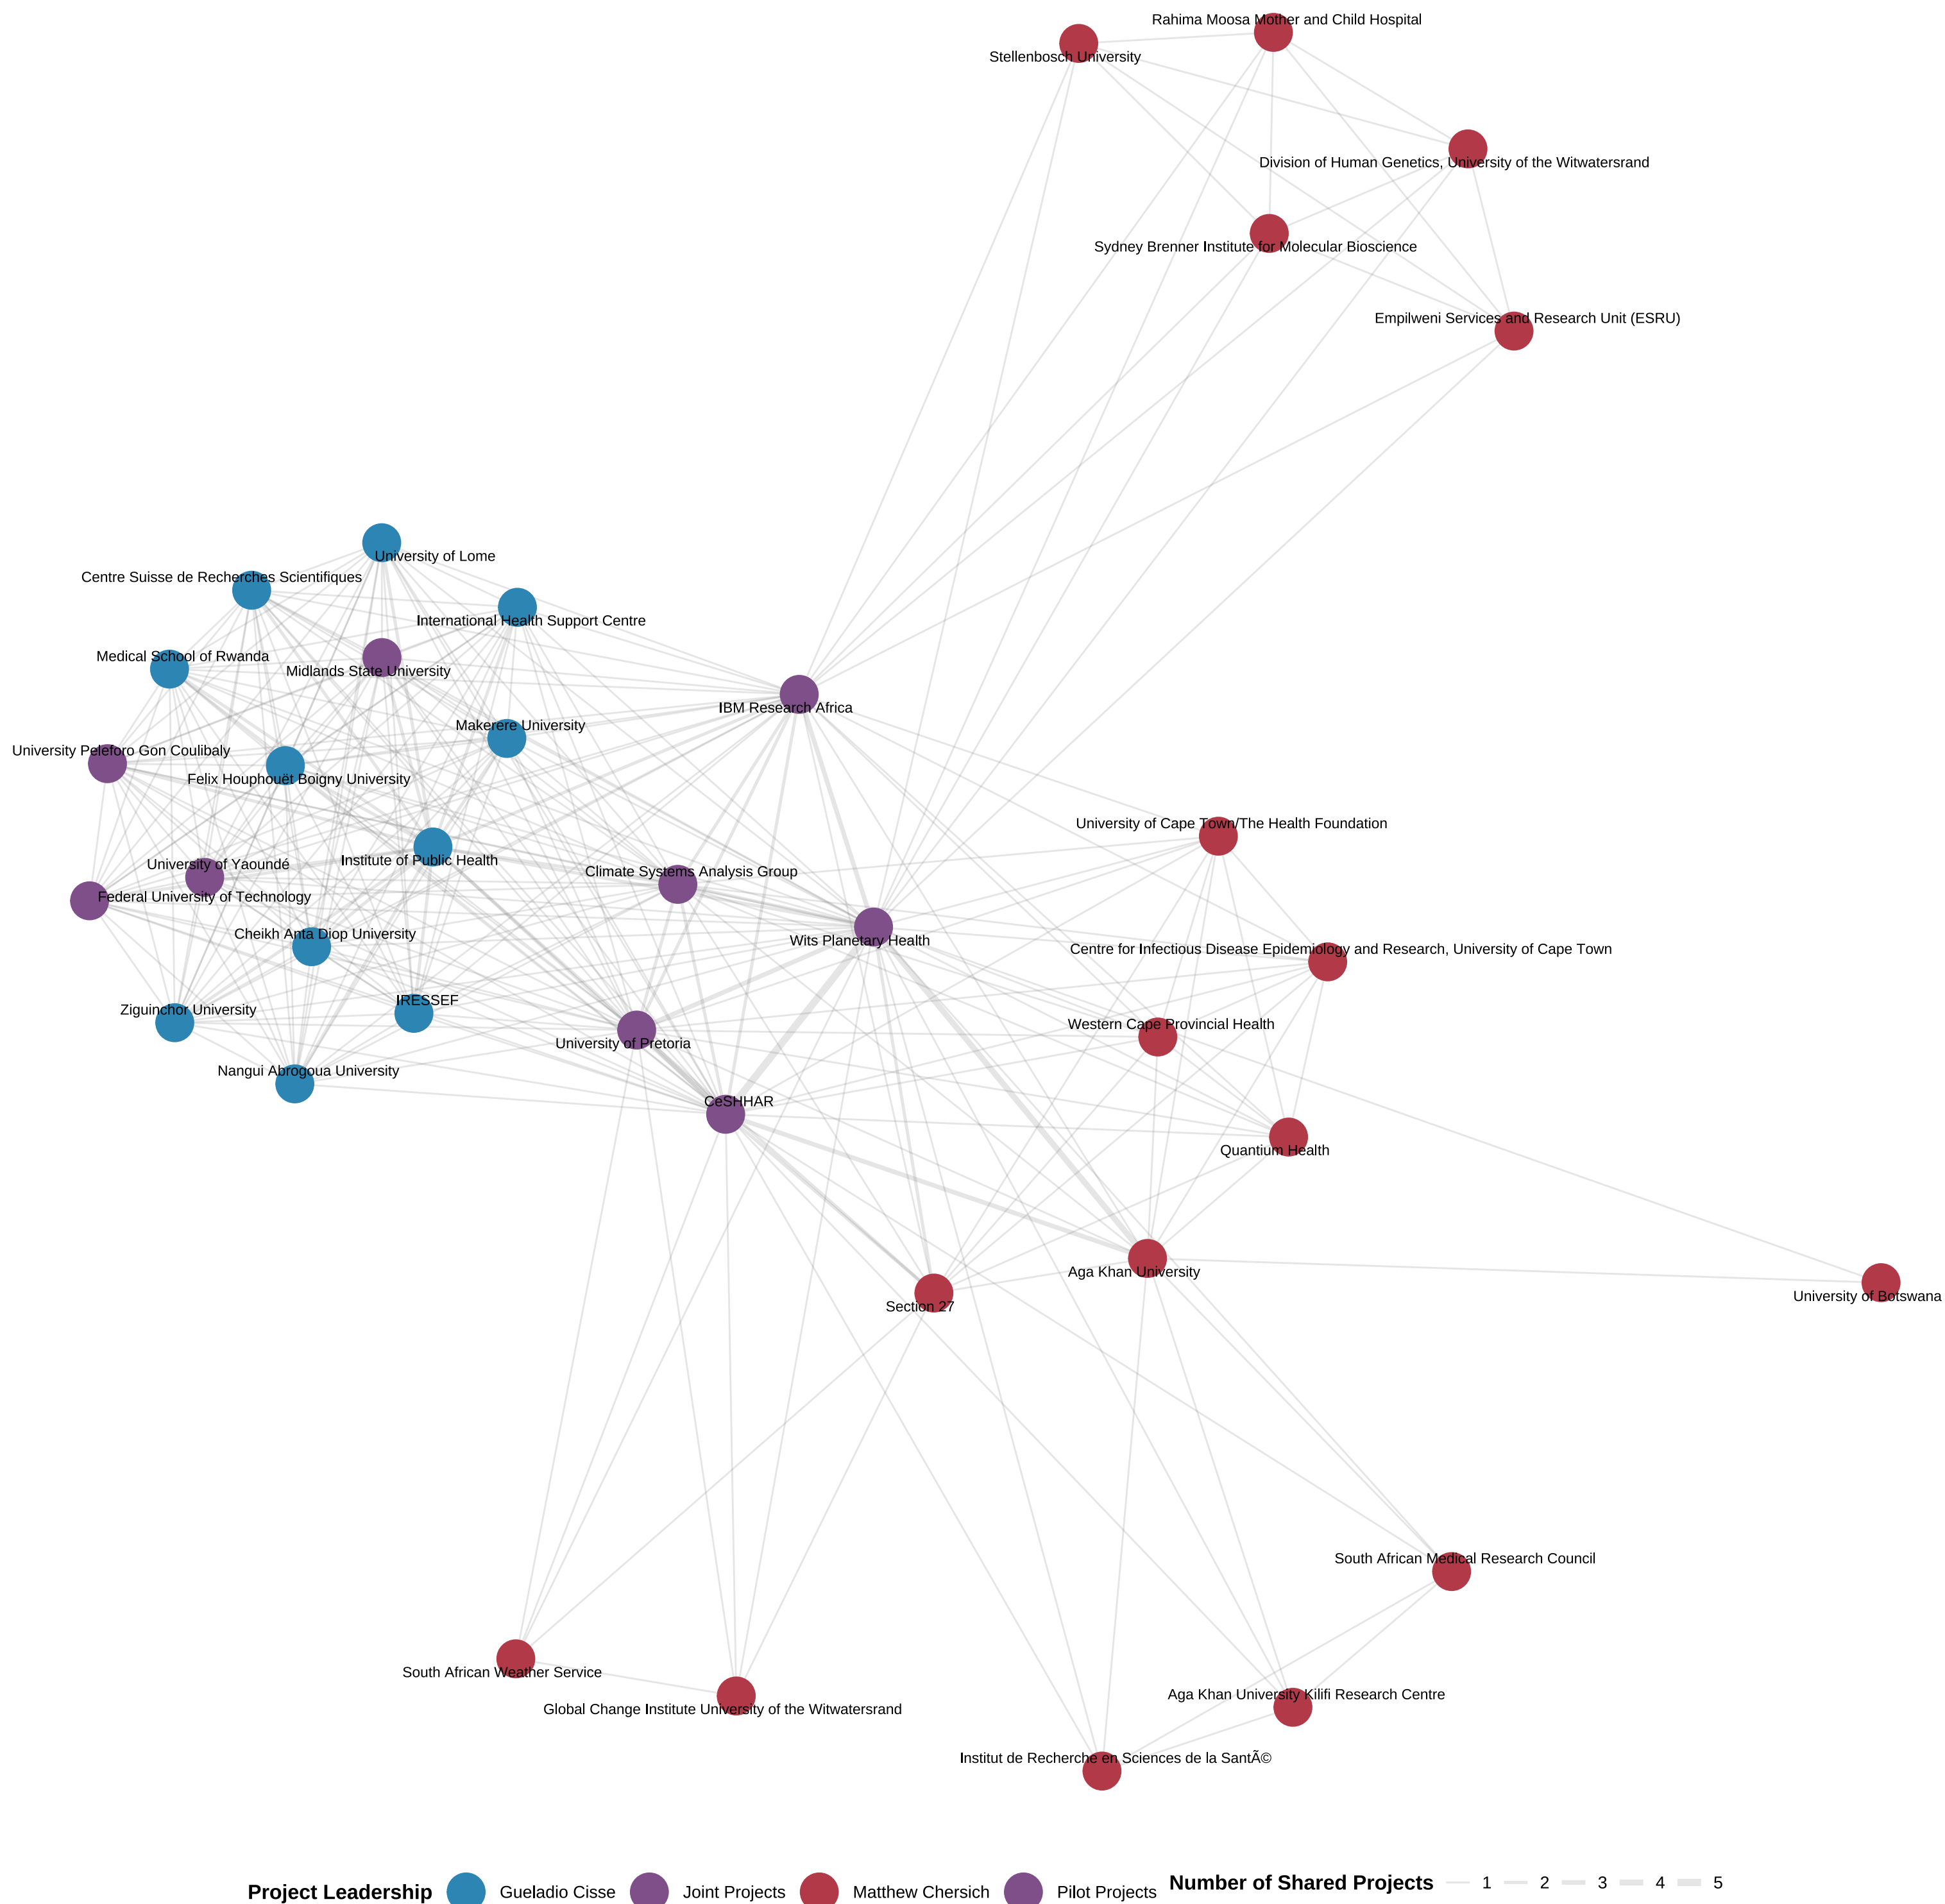 Rahima Moosa Mother and Child Hospital
Stellenbosch University
Division of Human Genetics, University of the Witwatersrand
Sydney Brenner Institute for Molecular Bioscience
Empilweni Services and Research Unit (ESRU)
University of Lome
Centre Suisse de Recherches Scientifiques
International Health Support Centre
Medical School of Rwanda
Midlands State University
IBM Research Africa
Makerere University
University Peleforo Gon Coulibaly
Felix Houphouët Boigny University
University of Cape Town/The Health Foundation
Institute of Public Health
University of Yaoundé
Climate Systems Analysis Group
Federal University of Technology
Cheikh Anta Diop University
Wits Planetary Health
Centre for Infectious Disease Epidemiology and Research, University of Cape Town
IRESSEF
Ziguinchor University
Western Cape Provincial Health
University of Pretoria
Nangui Abrogoua University
CeSHHAR
Quantium Health
Aga Khan University
University of Botswana
Section 27
South African Medical Research Council
South African Weather Service
Aga Khan University Kilifi Research Centre
Global Change Institute University of the Witwatersrand
Institut de Recherche en Sciences de la SantÃ©
Project Leadership Gueladio Cisse Joint Projects Matthew Chersich Pilot Projects Number of Shared Projects 1 2 3 4 5